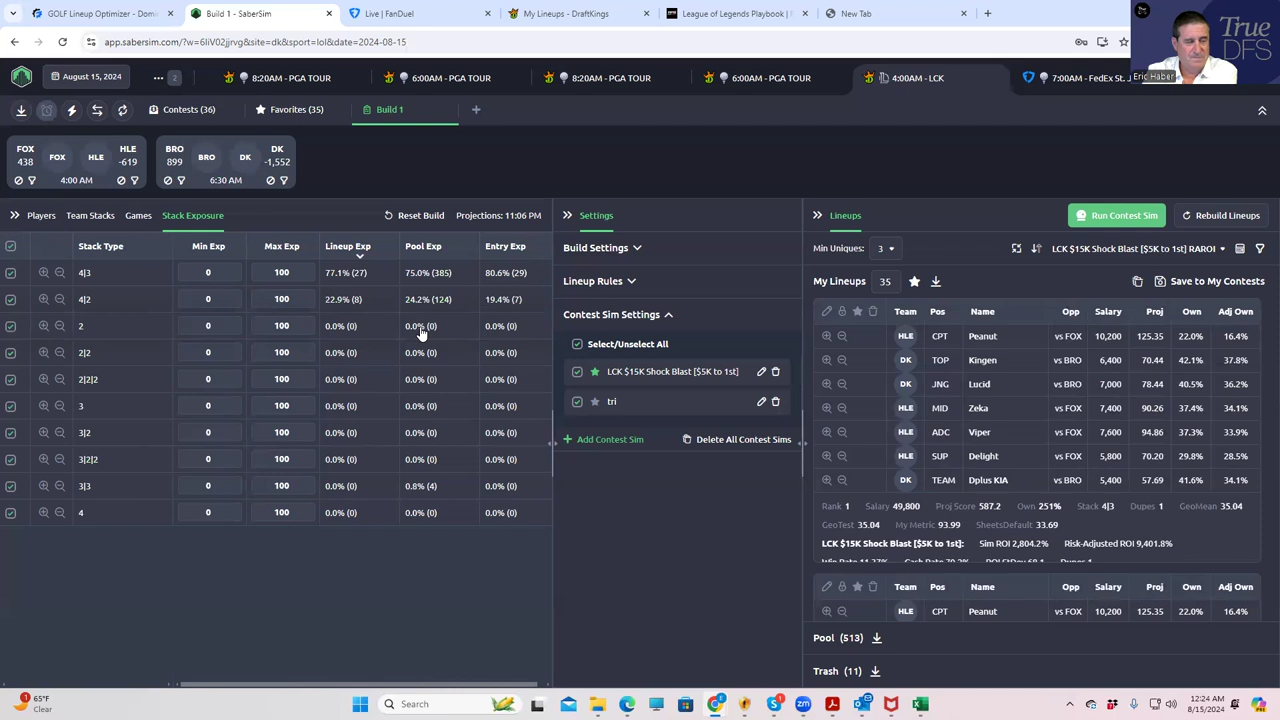 GOLF Lineup Optimizer - Domin
Build 1 - SaberSim
Live | FanDuel
My Lineups - DraftKings
League of Legends Playbook | R
New Tab
app.sabersim.com/?w=6IiV02jjrvg&site=dk&sport=lol&date=2024-08-15
True
DFS
Eric Haber
August 15, 2024
2
8:20AM - PGA TOUR
6:00AM - PGA TOUR
8:20AM - PGA TOUR
6:00AM - PGA TOUR
4:00AM - LCK
7:00AM - FedEx St. J
Contests (36)
Favorites (35)
Build 1
FOX 438 FOX HLE HLE -619
4:00 AM
BRO 899 BRO DK DK -1,552
6:30 AM
Players Team Stacks Games Stack Exposure Reset Build Projections: 11:06 PM
Stack Type Min Exp Max Exp Lineup Exp Pool Exp Entry Exp
4|3 0 100 77.1% (27) 75.0% (385) 80.6% (29)
4|2 0 100 22.9% (8) 24.2% (124) 19.4% (7)
2 0 100 0.0% (0) 0.0% (0) 0.0% (0)
2|2 0 100 0.0% (0) 0.0% (0) 0.0% (0)
2|2|2 0 100 0.0% (0) 0.0% (0) 0.0% (0)
3 0 100 0.0% (0) 0.0% (0) 0.0% (0)
3|2 0 100 0.0% (0) 0.0% (0) 0.0% (0)
3|2|2 0 100 0.0% (0) 0.0% (0) 0.0% (0)
3|3 0 100 0.0% (0) 0.8% (4) 0.0% (0)
4 0 100 0.0% (0) 0.0% (0) 0.0% (0)
Settings
Build Settings
Lineup Rules
Contest Sim Settings
Select/Unselect All
LCK $15K Shock Blast [$5K to 1st]
tri
+ Add Contest Sim Delete All Contest Sims
Lineups Run Contest Sim Rebuild Lineups
Min Uniques: 3 LCK $15K Shock Blast [$5K to 1st] RAROI
My Lineups 35 Save to My Contests
Team Pos Name Opp Salary Proj Own Adj Own
HLE CPT Peanut vs FOX 10,200 125.35 22.0% 16.4%
DK TOP Kingen vs BRO 6,400 70.44 42.1% 37.8%
DK JNG Lucid vs BRO 7,000 78.44 40.5% 36.2%
HLE MID Zeka vs FOX 7,400 90.26 37.4% 34.1%
HLE ADC Viper vs FOX 7,600 94.86 37.3% 33.9%
HLE SUP Delight vs FOX 5,800 70.20 29.8% 28.5%
DK TEAM Dplus KIA vs BRO 5,400 57.69 41.6% 34.1%
Rank 1 Salary 49,800 Proj Score 587.2 Own 251% Stack 4|3 Dupes 1 GeoMean 35.04
GeoTest 35.04 My Metric 93.99 SheetsDefault 33.69
LCK $15K Shock Blast [$5K to 1st]: Sim ROI 2,804.2% Risk-Adjusted ROI 9,401.8%
Team Pos Name Opp Salary Proj Own Adj Own
HLE CPT Peanut vs FOX 10,200 125.35 22.0% 16.4%
Pool (513)
Trash (11)
1
65°F
Clear
Search
12:24 AM
8/15/2024